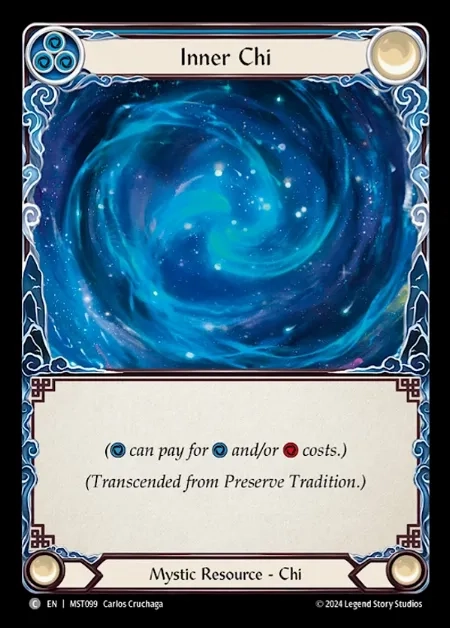 Inner Chi
( can pay for and/or costs.)
(Transcended from Preserve Tradition.)
Mystic Resource - Chi
C EN | MST099 Carlos Cruchaga
© 2024 Legend Story Studios